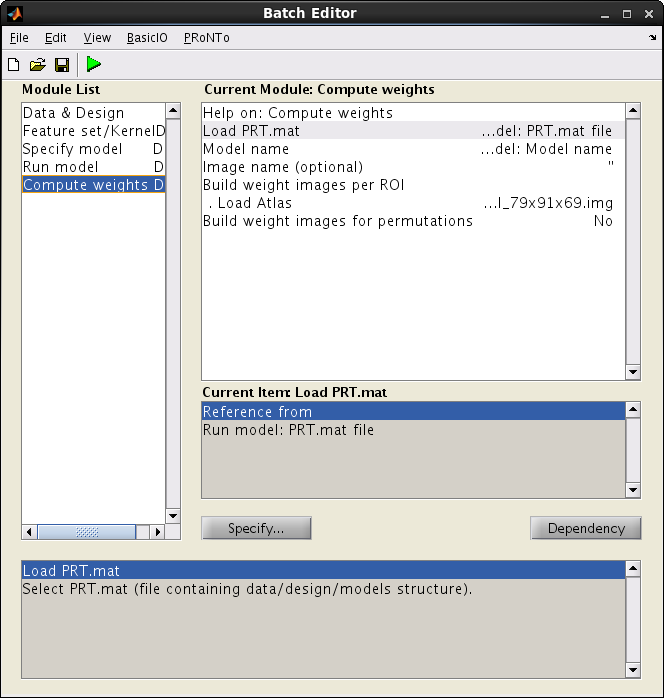 Batch Editor
File Edit View BasicIO PRoNTo
Module List
Data & Design
Feature set/KernelD
Specify model D
Run model D
Compute weights D
Current Module: Compute weights
Help on: Compute weights
Load PRT.mat ...del: PRT.mat file
Model name ...del: Model name
Image name (optional) ''
Build weight images per ROI
. Load Atlas ...l_79x91x69.img
Build weight images for permutations No
Current Item: Load PRT.mat
Reference from
Run model: PRT.mat file
Specify... Dependency
Load PRT.mat
Select PRT.mat (file containing data/design/models structure).